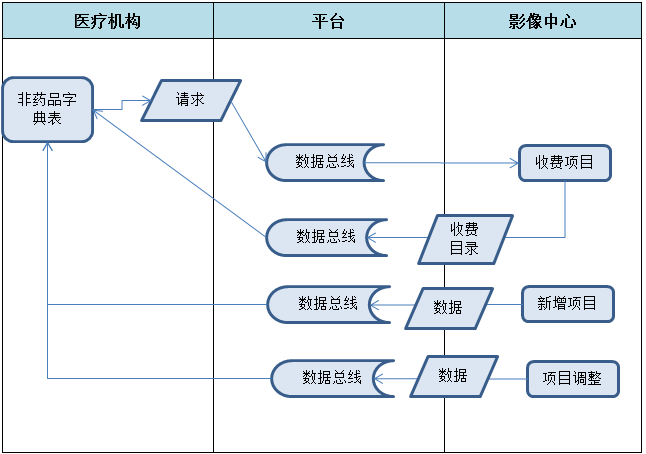 医疗机构
平台
影像中心
非药品字
典表
请求
数据总线
收费项目
数据总线
收费
目录
数据总线
数据
新增项目
数据总线
数据
项目调整